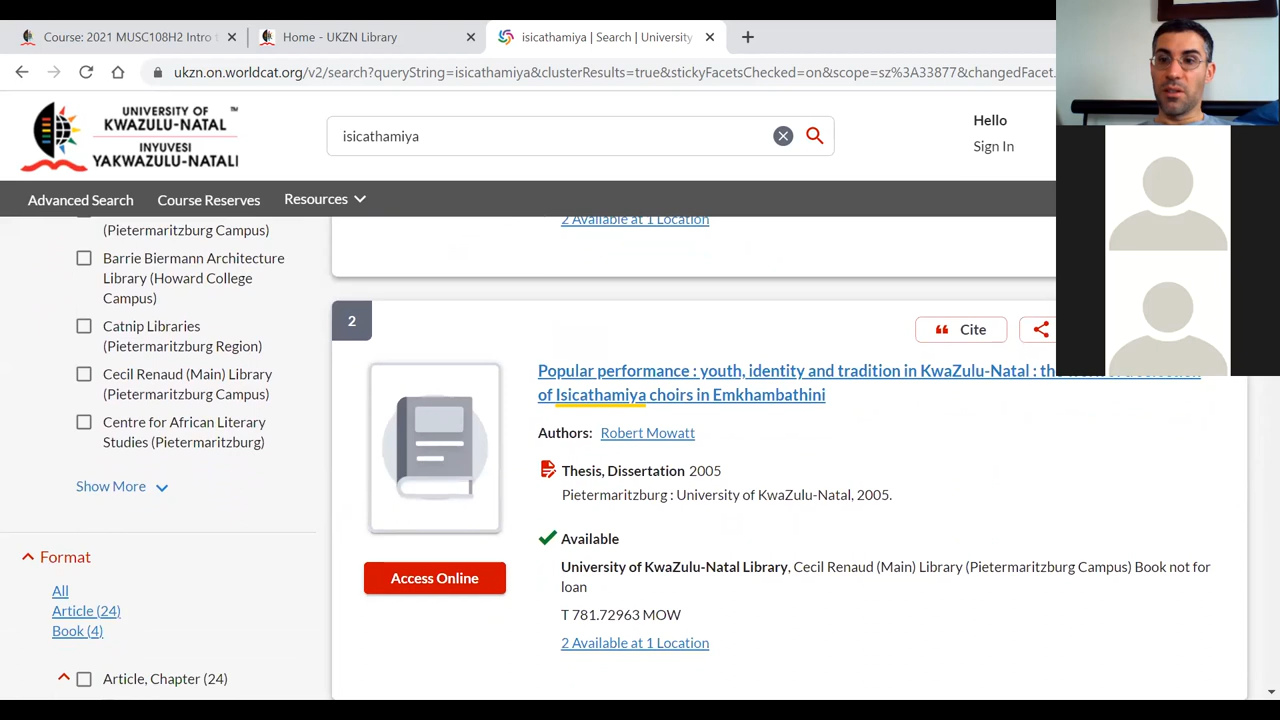 Course: 2021 MUSC108H2 Intro
Home - UKZN Library
isicathamiya | Search | University
ukzn.on.worldcat.org/v2/search?queryString=isicathamiya&clusterResults=true&stickyFacetsChecked=on&scope=sz%3A33877&changedFacet.
UNIVERSITY OF ™
KWAZULU-NATAL
INYUVESI
YAKWAZULU-NATALI
isicathamiya
Hello
Sign In
Advanced Search
Course Reserves
Resources
(Pietermaritzburg Campus)
Barrie Biermann Architecture
Library (Howard College
Campus)
Catnip Libraries
(Pietermaritzburg Region)
Cecil Renaud (Main) Library
(Pietermaritzburg Campus)
Centre for African Literary
Studies (Pietermaritzburg)
Show More
Format
All
Article (24)
Book (4)
Article, Chapter (24)
2 Available at 1 Location
2
Cite
Popular performance : youth, identity and tradition in KwaZulu-Natal :
of Isicathamiya choirs in Emkhambathini
Authors: Robert Mowatt
Thesis, Dissertation 2005
Pietermaritzburg : University of KwaZulu-Natal, 2005.
Available
University of KwaZulu-Natal Library, Cecil Renaud (Main) Library (Pietermaritzburg Campus) Book not for
loan
T 781.72963 MOW
2 Available at 1 Location
Access Online